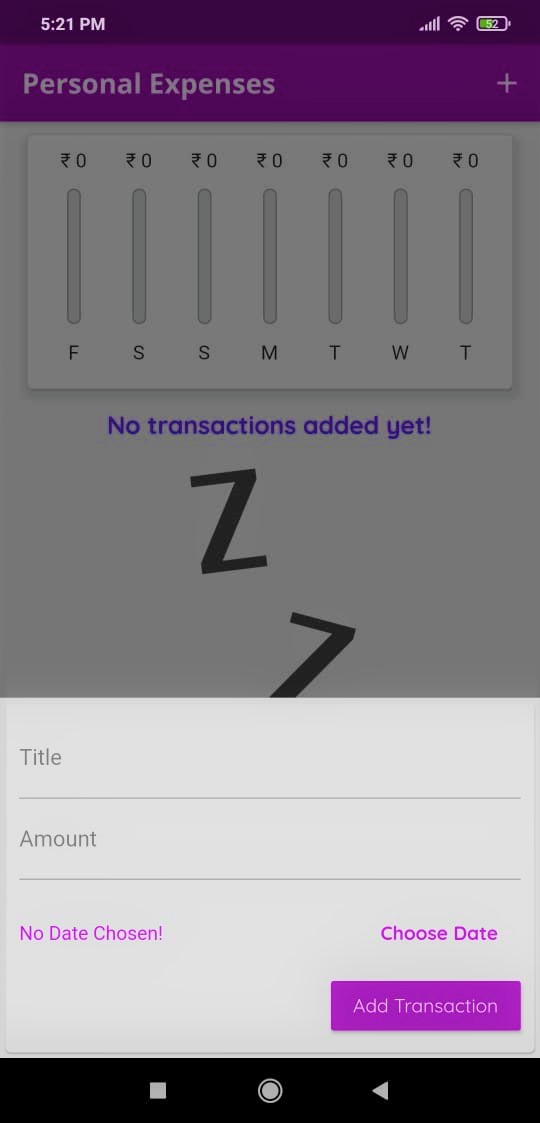 5:21 PM 52
Personal Expenses +
₹ 0 ₹ 0 ₹ 0 ₹ 0 ₹ 0 ₹ 0 ₹ 0
F S S M T W T
No transactions added yet!
Z
Z
Title
Amount
No Date Chosen! Choose Date
Add Transaction